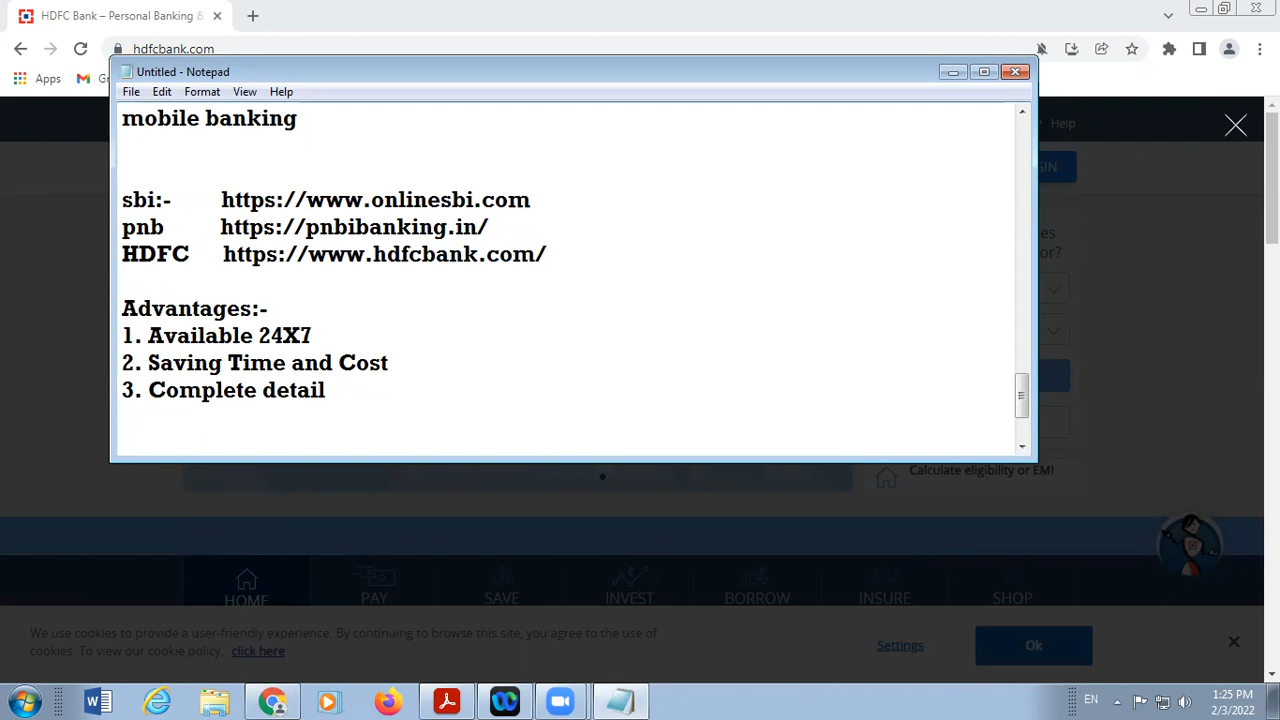 HDFC Bank – Personal Banking &
hdfcbank.com
Apps
Untitled - Notepad
File Edit Format View Help
mobile banking
sbi:- https://www.onlinesbi.com
pnb https://pnbibanking.in/
HDFC https://www.hdfcbank.com/
Advantages:-
1. Available 24X7
2. Saving Time and Cost
3. Complete detail
Help
Calculate eligibility or EMI
HOME PAY SAVE INVEST BORROW INSURE SHOP
We use cookies to provide a user-friendly experience. By continuing to browse this site, you agree to the use of
cookies. To view our cookie policy, click here
Settings
Ok
EN
1:25 PM
2/3/2022